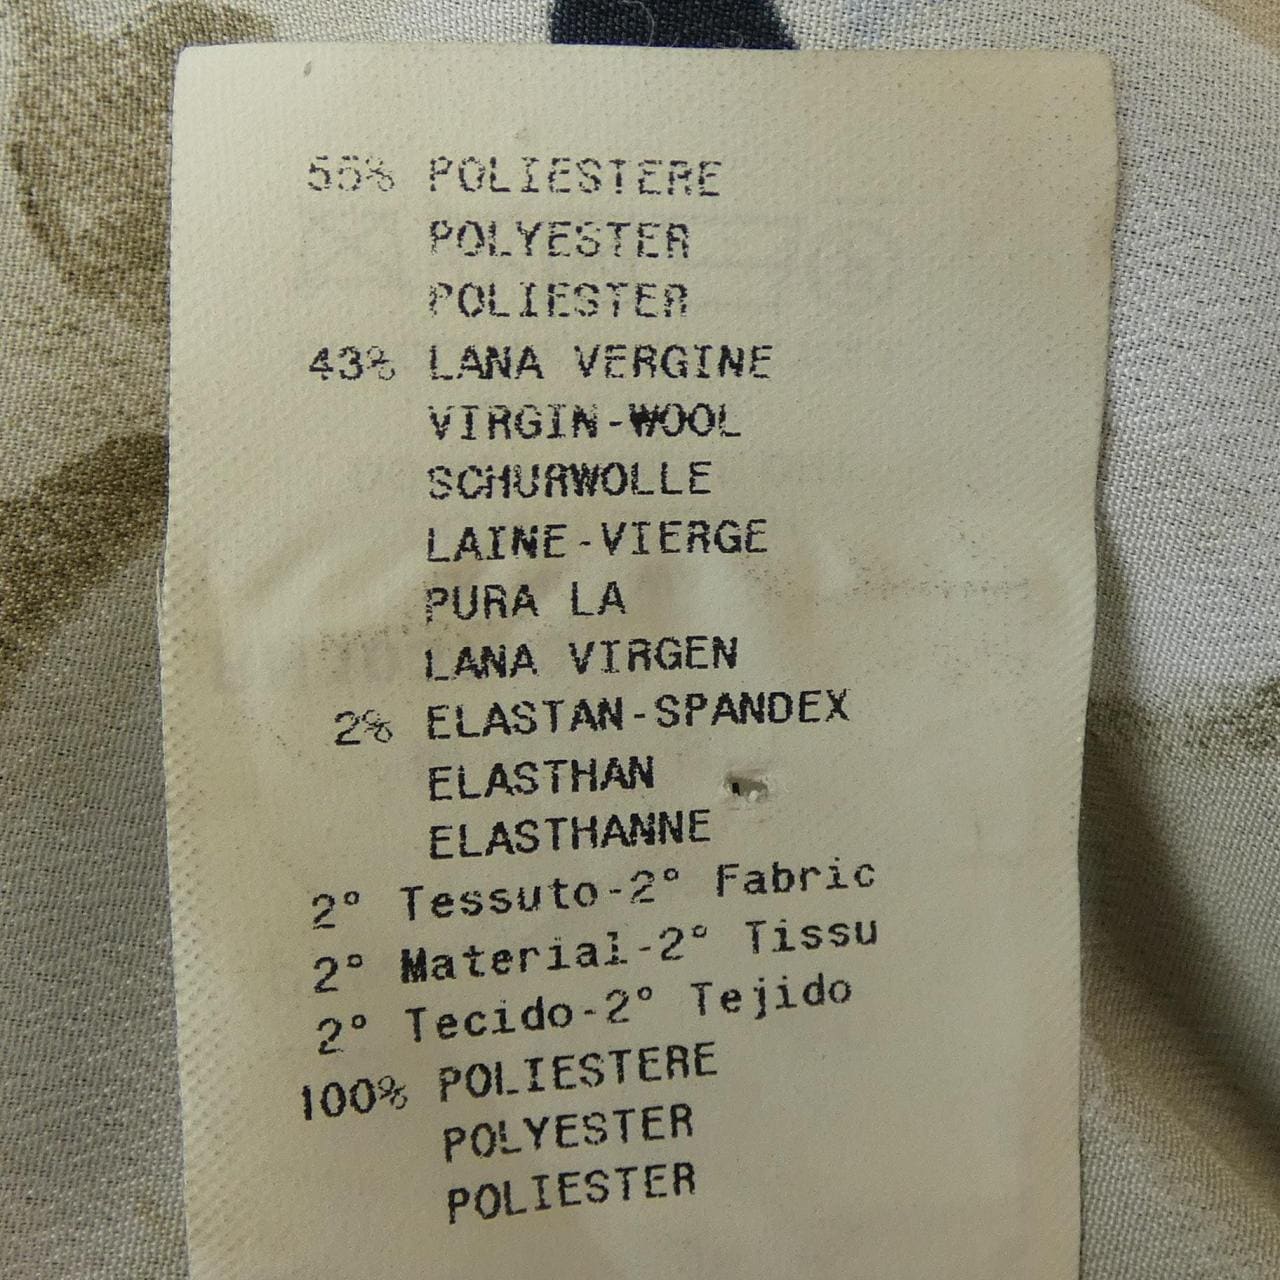 55% POLIESTERE
POLYESTER
POLIESTER
43% LANA VERGINE
VIRGIN-WOOL
SCHURWOLLE
LAINE-VIERGE
PURA LA
LANA VIRGEN
2% ELASTAN-SPANDEX
ELASTHAN
ELASTHANNE
2° Tessuto-2° Fabric
2° Material-2° Tissu
2° Tecido-2° Tejido
100% POLIESTERE
POLYESTER
POLIESTER